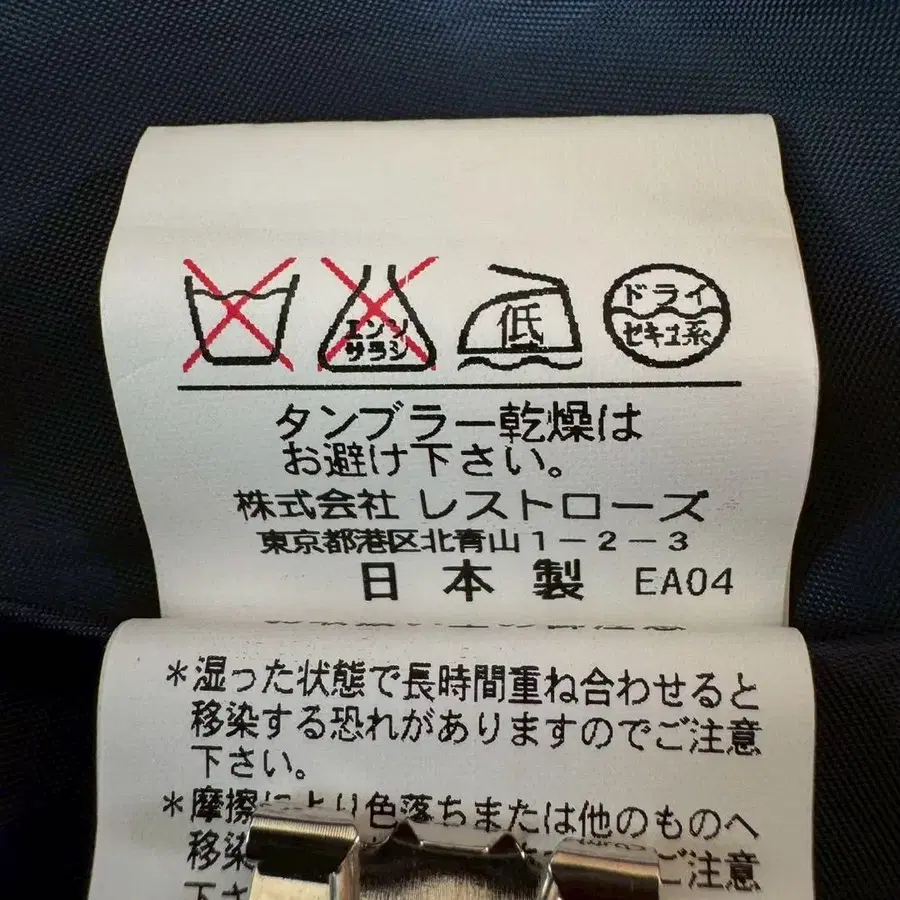 エンソ
サラシ
低
ドライ
セキユ系
タンブラー乾燥は
お避け下さい。
株式会社 レストローズ
東京都港区北青山1-2-3
日本製 EA04
*湿った状態で長時間重ね合わせると
移染する恐れがありますのでご注意
下さい。
*摩擦により色落ちまたは他のものへ
移染
ご注意
下さ